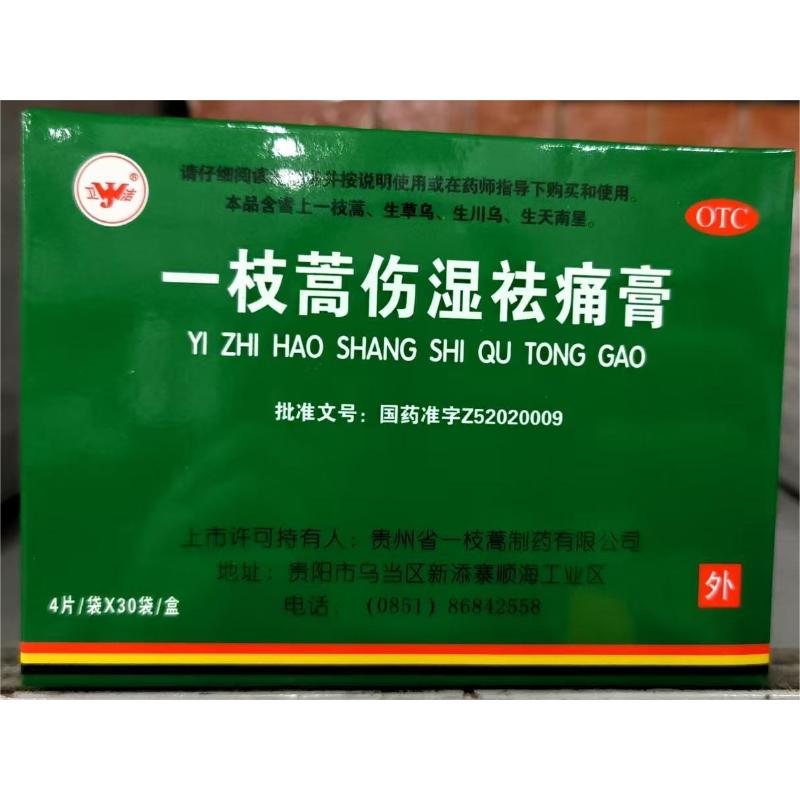 卫洁®
请仔细阅读说明书并按说明使用或在药师指导下购买和使用。
本品含雪上一枝蒿、生草乌、生川乌、生天南星。
OTC
一枝蒿伤湿祛痛膏
YI ZHI HAO SHANG SHI QU TONG GAO
批准文号：国药准字Z52020009
上市许可持有人：贵州省一枝蒿制药有限公司
地址：贵阳市乌当区新添寨顺海工业区
电话：(0851) 86842558
4片/袋X30袋/盒
外